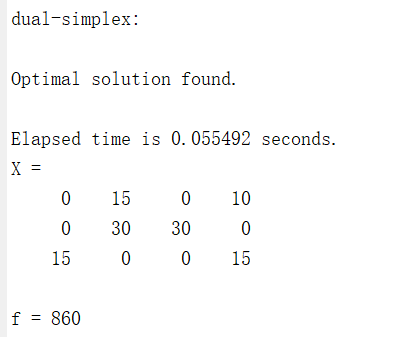 dual-simplex:
Optimal solution found.
Elapsed time is 0.055492 seconds.
X =
0 15 0 10
0 30 30 0
15 0 0 15
f = 860